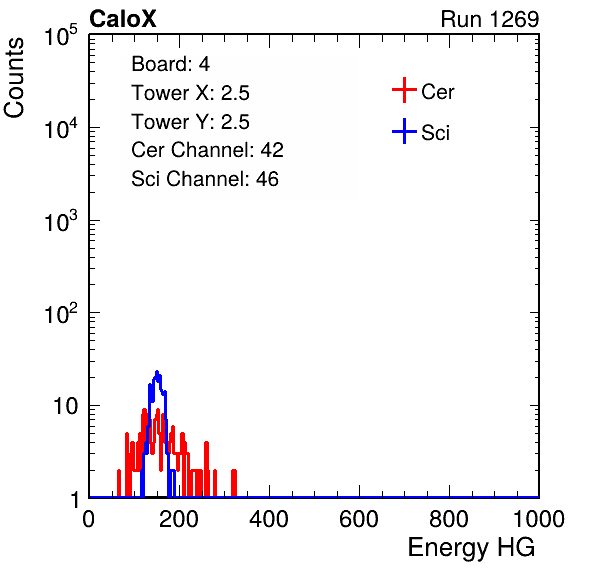 CaloX Run 1269
Counts
Board: 4
Tower X: 2.5
Tower Y: 2.5
Cer Channel: 42
Sci Channel: 46
Cer
Sci
10^5
10^4
10^3
10^2
10
1
0 200 400 600 800 1000
Energy HG